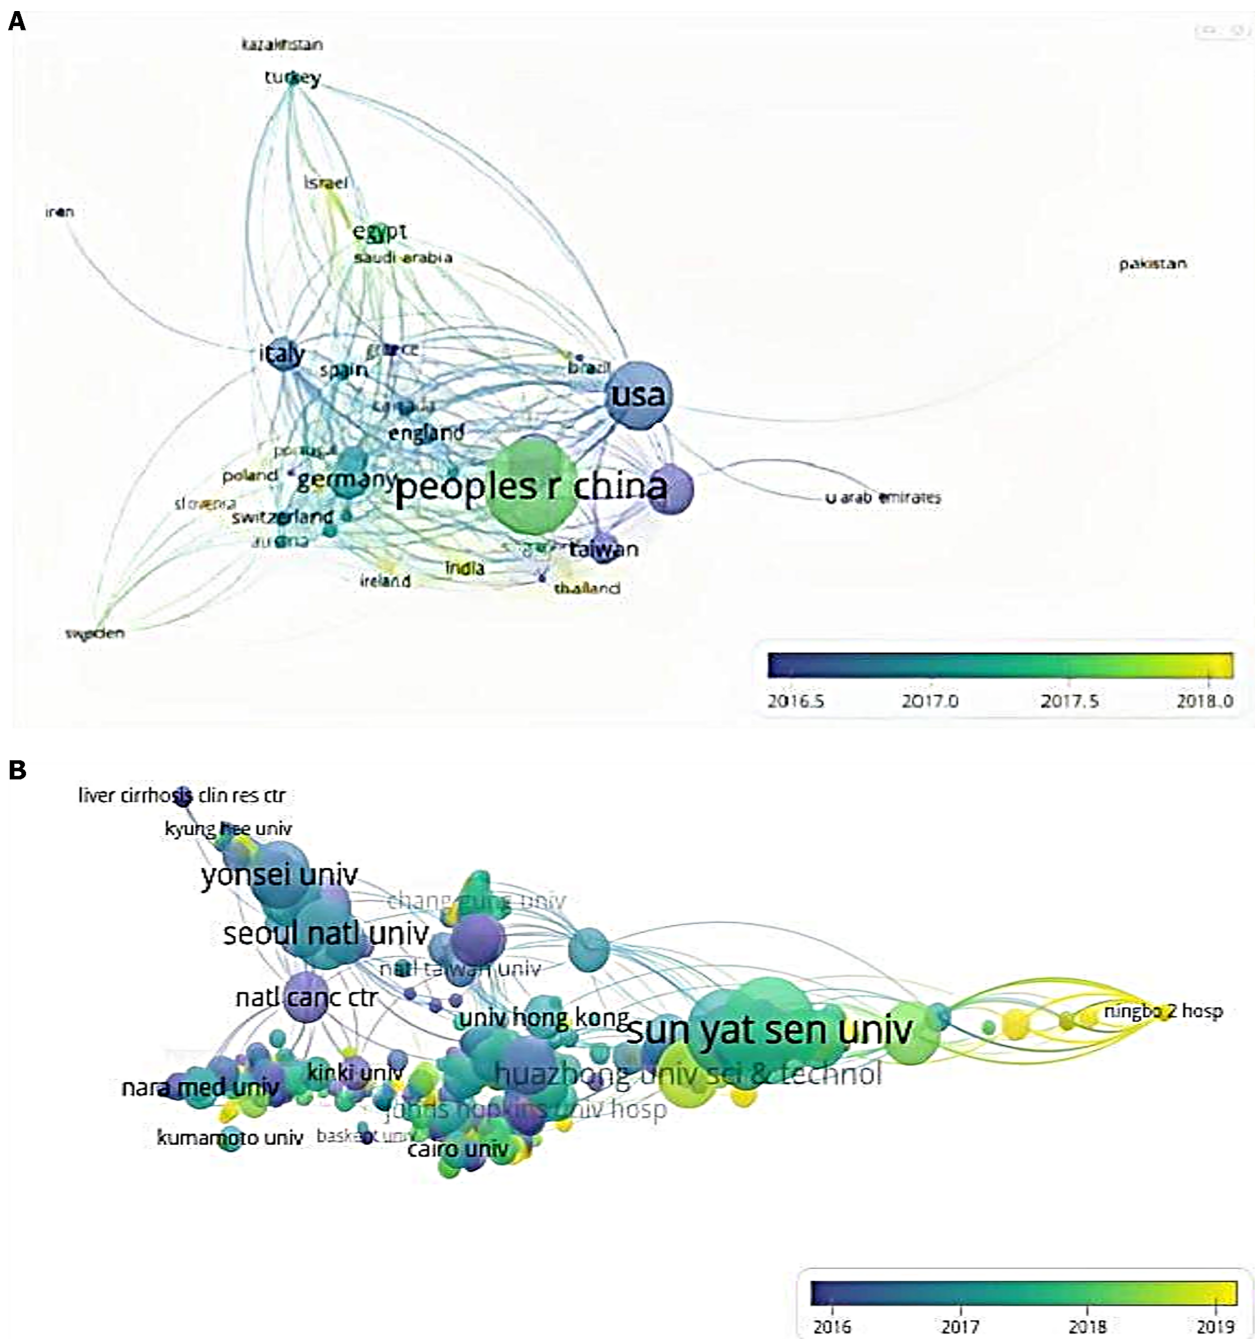 A
kazakhstan
turkey
israel
iran
egypt
saudi arabia
pakistan
italy
greece
spain
brazil
usa
canada
england
portugal
poland
germany
peoples r china
u arab emirates
slovenia
switzerland
austria
taiwan
india
ireland
thailand
sweden
2016.5 2017.0 2017.5 2018.0
B
liver cirrhosis clin res ctr
kyung hee univ
yonsei univ
chang gung univ
seoul natl univ
natl taiwan univ
natl canc ctr
univ hong kong
sun yat sen univ
ningbo 2 hosp
kinki univ
huazhong univ sci & technol
nara med univ
johns hopkins univ hosp
kumamoto univ
baskent univ
cairo univ
2016 2017 2018 2019